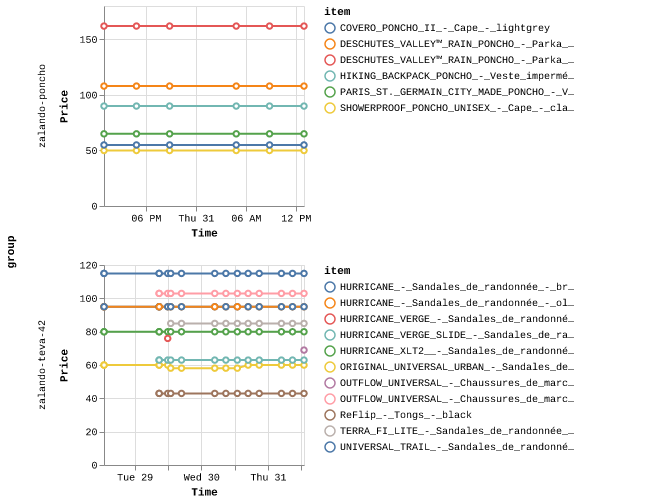 group
zalando-poncho
Price
150
100
50
0
06 PM Thu 31 06 AM 12 PM
Time
item
COVERO_PONCHO_II_-_Cape_-_lightgrey
DESCHUTES_VALLEY™_RAIN_PONCHO_-_Parka_…
DESCHUTES_VALLEY™_RAIN_PONCHO_-_Parka_…
HIKING_BACKPACK_PONCHO_-_Veste_impermé…
PARIS_ST._GERMAIN_CITY_MADE_PONCHO_-_V…
SHOWERPROOF_PONCHO_UNISEX_-_Cape_-_cla…
zalando-teva-42
Price
120
100
80
60
40
20
0
Tue 29 Wed 30 Thu 31
Time
item
HURRICANE_-_Sandales_de_randonnée_-_br…
HURRICANE_-_Sandales_de_randonnée_-_ol…
HURRICANE_VERGE_-_Sandales_de_randonné…
HURRICANE_VERGE_SLIDE_-_Sandales_de_ra…
HURRICANE_XLT2__-_Sandales_de_randonné…
ORIGINAL_UNIVERSAL_URBAN_-_Sandales_de…
OUTFLOW_UNIVERSAL_-_Chaussures_de_marc…
OUTFLOW_UNIVERSAL_-_Chaussures_de_marc…
ReFlip_-_Tongs_-_black
TERRA_FI_LITE_-_Sandales_de_randonnée_…
UNIVERSAL_TRAIL_-_Sandales_de_randonné…